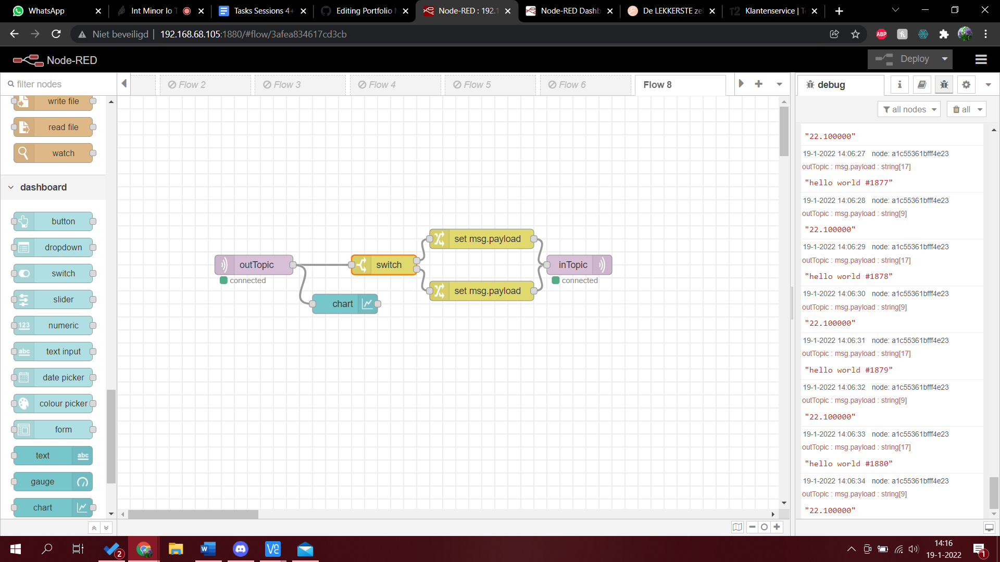 WhatsApp
Int Minor Io T
Tasks Sessions 4+
Editing Portfolio
Node-RED : 192.1
Node-RED Dashb
De LEKKERSTE ze
T2 Klantenservice | T
Niet beveiligd | 192.168.68.105:1880/#flow/3afea834617cd3cb
ABP
Node-RED
Deploy
filter nodes
Flow 2
Flow 3
Flow 4
Flow 5
Flow 6
Flow 8
debug
i
all nodes
all
write file
read file
watch
dashboard
button
dropdown
switch
slider
123 numeric
abc text input
date picker
colour picker
form
text abc
gauge
chart
outTopic
connected
switch
chart
set msg.payload
set msg.payload
inTopic
connected
"22.100000"
19-1-2022 14:06:27 node: a1c55361bfff4e23
outTopic : msg.payload : string[17]
"hello world #1877"
19-1-2022 14:06:28 node: a1c55361bfff4e23
outTopic : msg.payload : string[9]
"22.100000"
19-1-2022 14:06:29 node: a1c55361bfff4e23
outTopic : msg.payload : string[17]
"hello world #1878"
19-1-2022 14:06:30 node: a1c55361bfff4e23
outTopic : msg.payload : string[9]
"22.100000"
19-1-2022 14:06:31 node: a1c55361bfff4e23
outTopic : msg.payload : string[17]
"hello world #1879"
19-1-2022 14:06:32 node: a1c55361bfff4e23
outTopic : msg.payload : string[9]
"22.100000"
19-1-2022 14:06:33 node: a1c55361bfff4e23
outTopic : msg.payload : string[17]
"hello world #1880"
19-1-2022 14:06:34 node: a1c55361bfff4e23
outTopic : msg.payload : string[9]
"22.100000"
2
14:16
19-1-2022
1